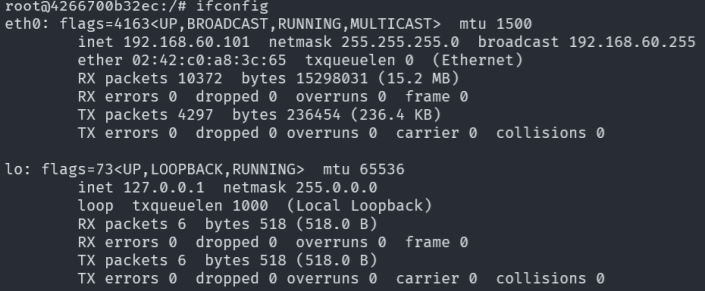 root@4266700b32ec:/# ifconfig
eth0: flags=4163<UP,BROADCAST,RUNNING,MULTICAST>  mtu 1500
        inet 192.168.60.101  netmask 255.255.255.0  broadcast 192.168.60.255
        ether 02:42:c0:a8:3c:65  txqueuelen 0  (Ethernet)
        RX packets 10372  bytes 15298031 (15.2 MB)
        RX errors 0  dropped 0  overruns 0  frame 0
        TX packets 4297  bytes 236454 (236.4 KB)
        TX errors 0  dropped 0 overruns 0  carrier 0  collisions 0

lo: flags=73<UP,LOOPBACK,RUNNING>  mtu 65536
        inet 127.0.0.1  netmask 255.0.0.0
        loop  txqueuelen 1000  (Local Loopback)
        RX packets 6  bytes 518 (518.0 B)
        RX errors 0  dropped 0  overruns 0  frame 0
        TX packets 6  bytes 518 (518.0 B)
        TX errors 0  dropped 0 overruns 0  carrier 0  collisions 0